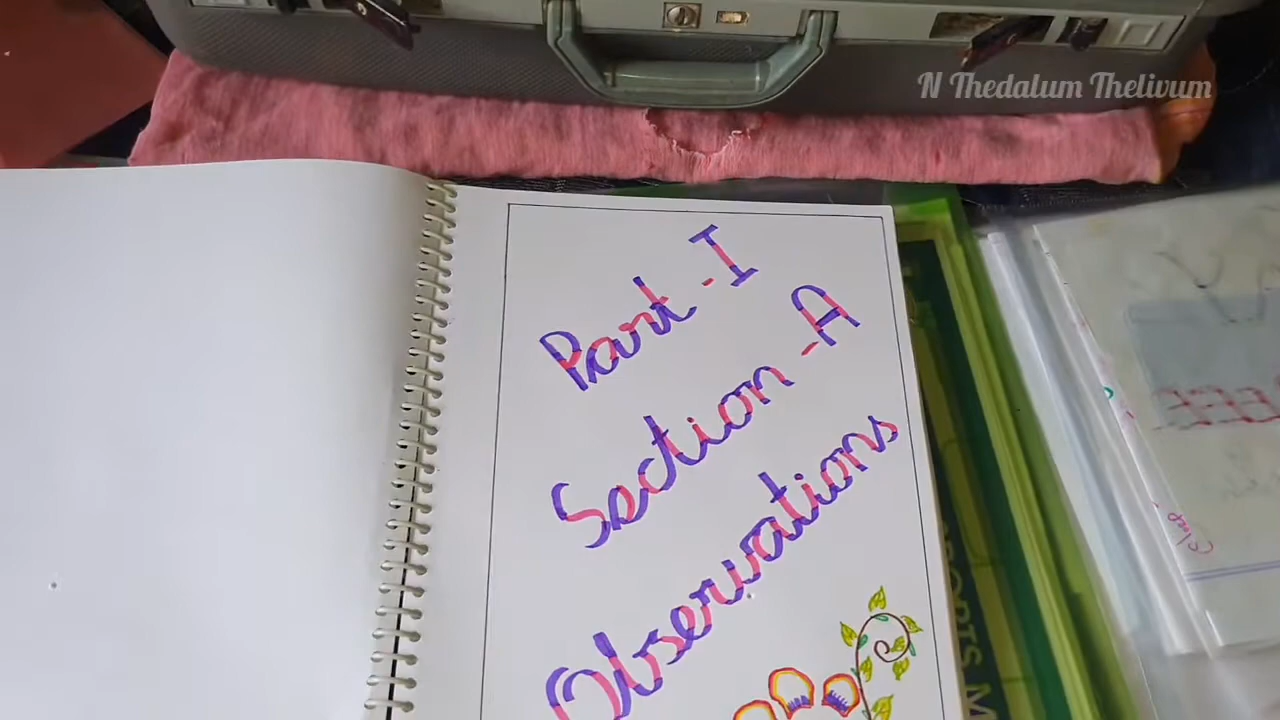 N Thedalum Thelivum
Part - I
Section - A
Observations